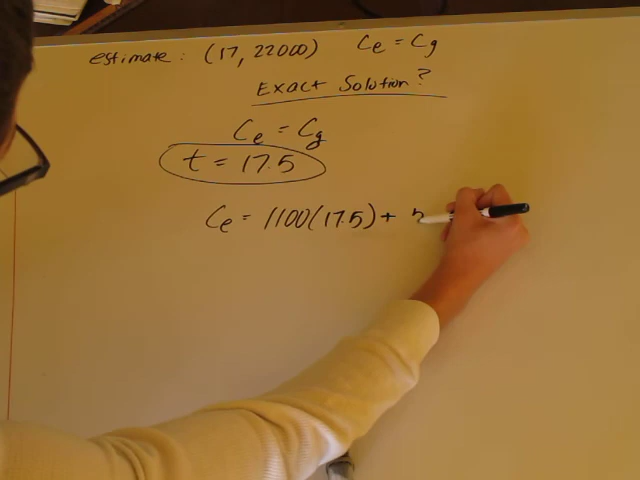 estimate: (17, 22000) Ce = Cg
Exact Solution?
Ce = Cg
t = 17.5
Ce = 1100(17.5) +